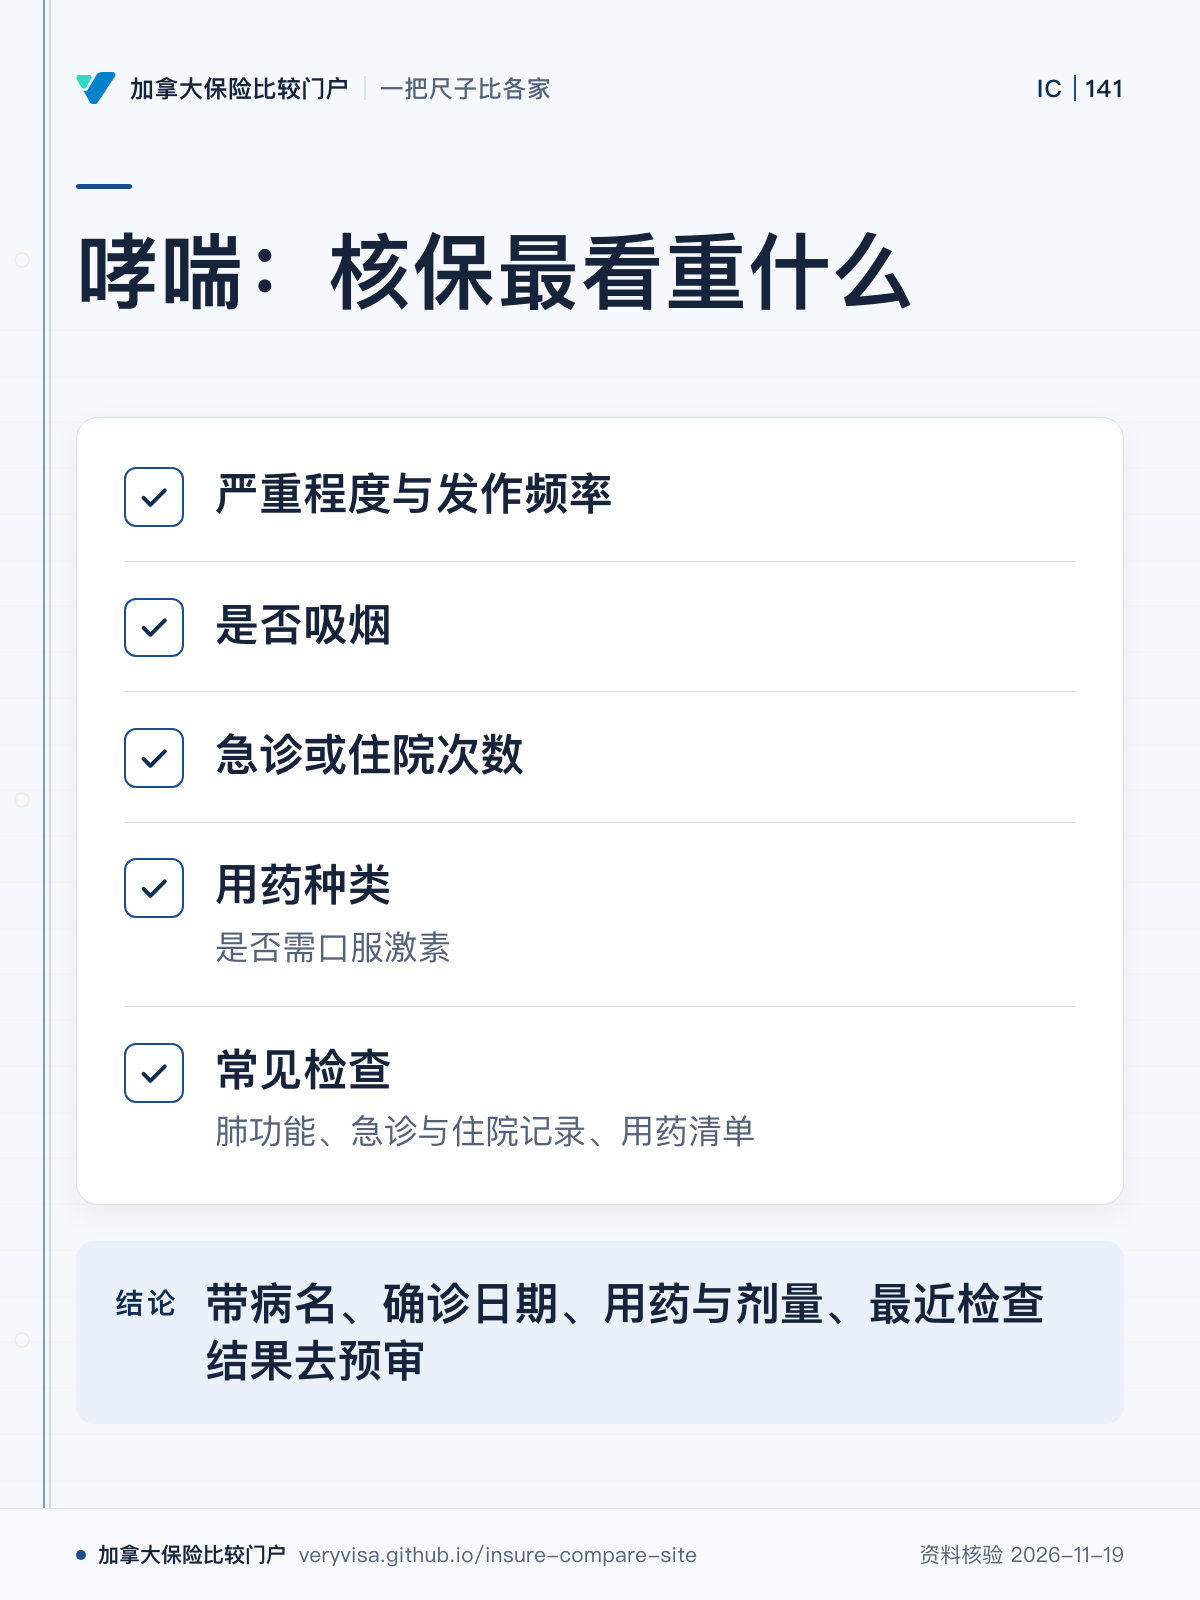 加拿大保险比较门户 | 一把尺子比各家
IC | 141
哮喘：核保最看重什么
严重程度与发作频率
是否吸烟
急诊或住院次数
用药种类
是否需口服激素
常见检查
肺功能、急诊与住院记录、用药清单
结论
带病名、确诊日期、用药与剂量、最近检查
结果去预审
加拿大保险比较门户 veryvisa.github.io/insure-compare-site
资料核验 2026-11-19